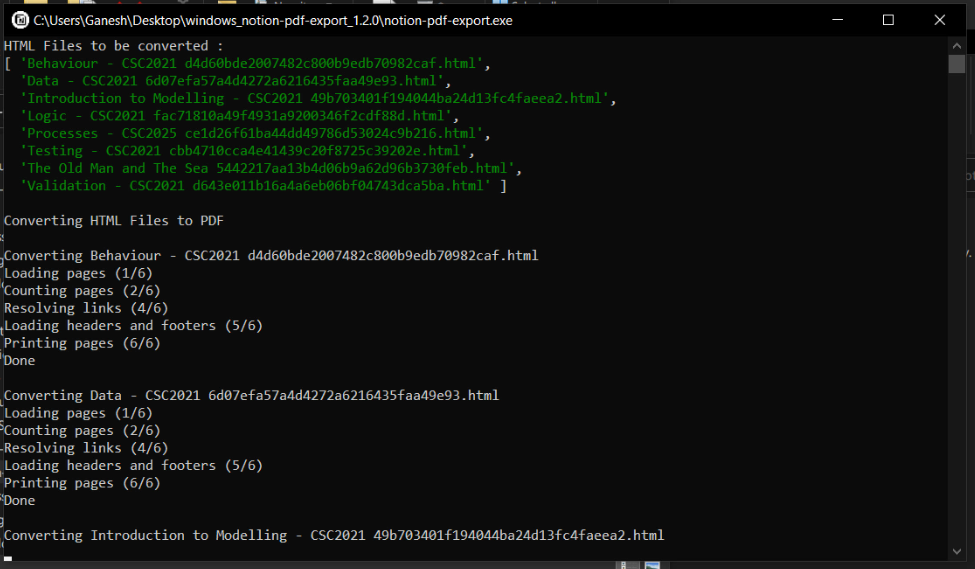 C:\Users\Ganesh\Desktop\windows_notion-pdf-export_1.2.0\notion-pdf-export.exe
HTML Files to be converted :
[ 'Behaviour - CSC2021 d4d60bde2007482c800b9edb70982caf.html',
'Data - CSC2021 6d07efa57a4d4272a6216435faa49e93.html',
'Introduction to Modelling - CSC2021 49b703401f194044ba24d13fc4faeea2.html',
'Logic - CSC2021 fac71810a49f4931a9200346f2cdf88d.html',
'Processes - CSC2025 ce1d26f61ba44dd49786d53024c9b216.html',
'Testing - CSC2021 cbb4710cca4e41439c20f8725c39202e.html',
'The Old Man and The Sea 5442217aa13b4d06b9a62d96b3730feb.html',
'Validation - CSC2021 d643e011b16a4a6eb06bf04743dca5ba.html' ]
Converting HTML Files to PDF
Converting Behaviour - CSC2021 d4d60bde2007482c800b9edb70982caf.html
Loading pages (1/6)
Counting pages (2/6)
Resolving links (4/6)
Loading headers and footers (5/6)
Printing pages (6/6)
Done
Converting Data - CSC2021 6d07efa57a4d4272a6216435faa49e93.html
Loading pages (1/6)
Counting pages (2/6)
Resolving links (4/6)
Loading headers and footers (5/6)
Printing pages (6/6)
Done
Converting Introduction to Modelling - CSC2021 49b703401f194044ba24d13fc4faeea2.html